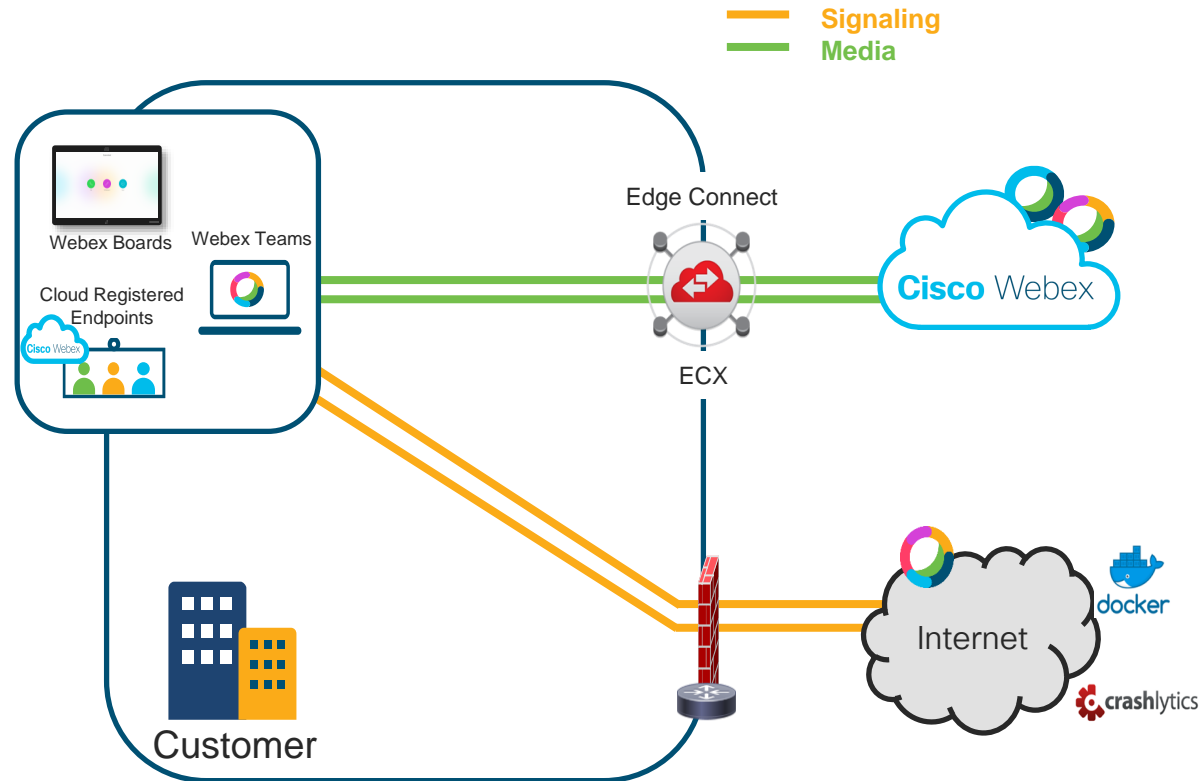 Signaling
Media
Edge Connect
Webex Boards
Webex Teams
Cloud Registered
Endpoints
Cisco Webex
Cisco Webex
ECX
docker
Internet
crashlytics
Customer